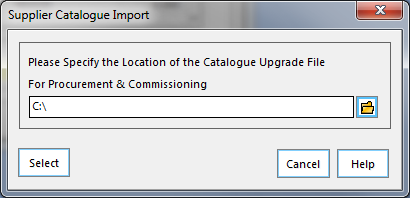 Supplier Catalogue Import
Please Specify the Location of the Catalogue Upgrade File
For Procurement & Commissioning
C:\
Select
Cancel
Help